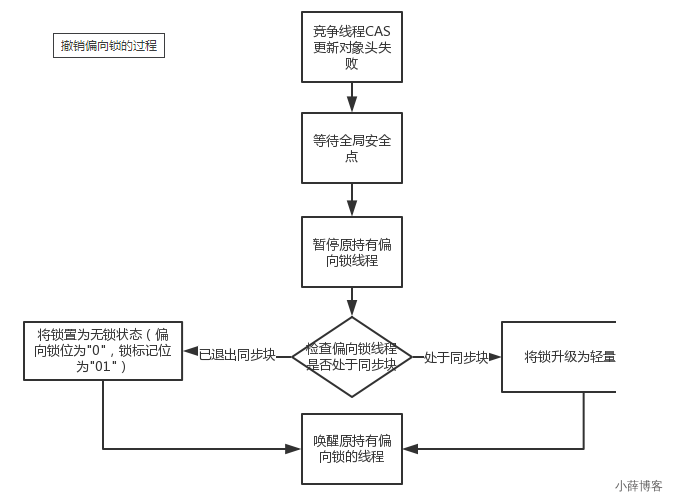 撤销偏向锁的过程
竞争线程CAS
更新对象头失
败
等待全局安全
点
暂停原持有偏
向锁线程
检查偏向锁线程
是否处于同步块
已退出同步块
处于同步块
将锁置为无锁状态（偏
向锁位为"0"，锁标记位
为"01"）
将锁升级为轻量
唤醒原持有偏
向锁的线程
小薛博客